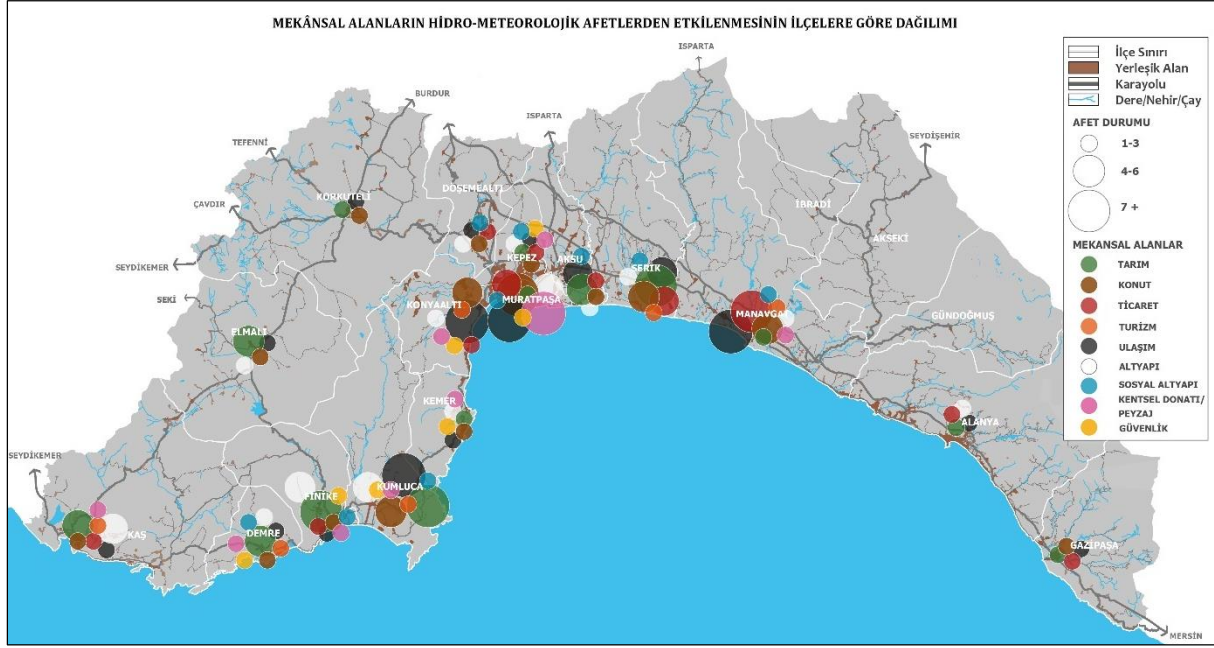 MEKÂNSAL ALANLARIN HİDRO-METEOROLOJİK AFETLERDEN ETKİLENMESİNİN İLÇELERE GÖRE DAĞILIMI
ISPARTA
BURDUR
ISPARTA
TEFENNİ
SEYDİŞEHİR
ÇAVDIR
KORKUTELİ
DÖŞEMEALTI
İBRADİ
AKSEKİ
SEYDİKEMER
KEPEZ
AKSU
SERİK
SEKİ
KONYAALTI
MURATPAŞA
MANAVGAT
GÜNDOĞMUŞ
ELMALI
KEMER
ALANYA
SEYDİKEMER
KUMLUCA
FİNİKE
KAŞ
DEMRE
GAZİPAŞA
MERSİN
İlçe Sınırı
Yerleşik Alan
Karayolu
Dere/Nehir/Çay
AFET DURUMU
1-3
4-6
7 +
MEKANSAL ALANLAR
TARIM
KONUT
TİCARET
TURİZM
ULAŞIM
ALTYAPI
SOSYAL ALTYAPI
KENTSEL DONATI/
PEYZAJ
GÜVENLİK